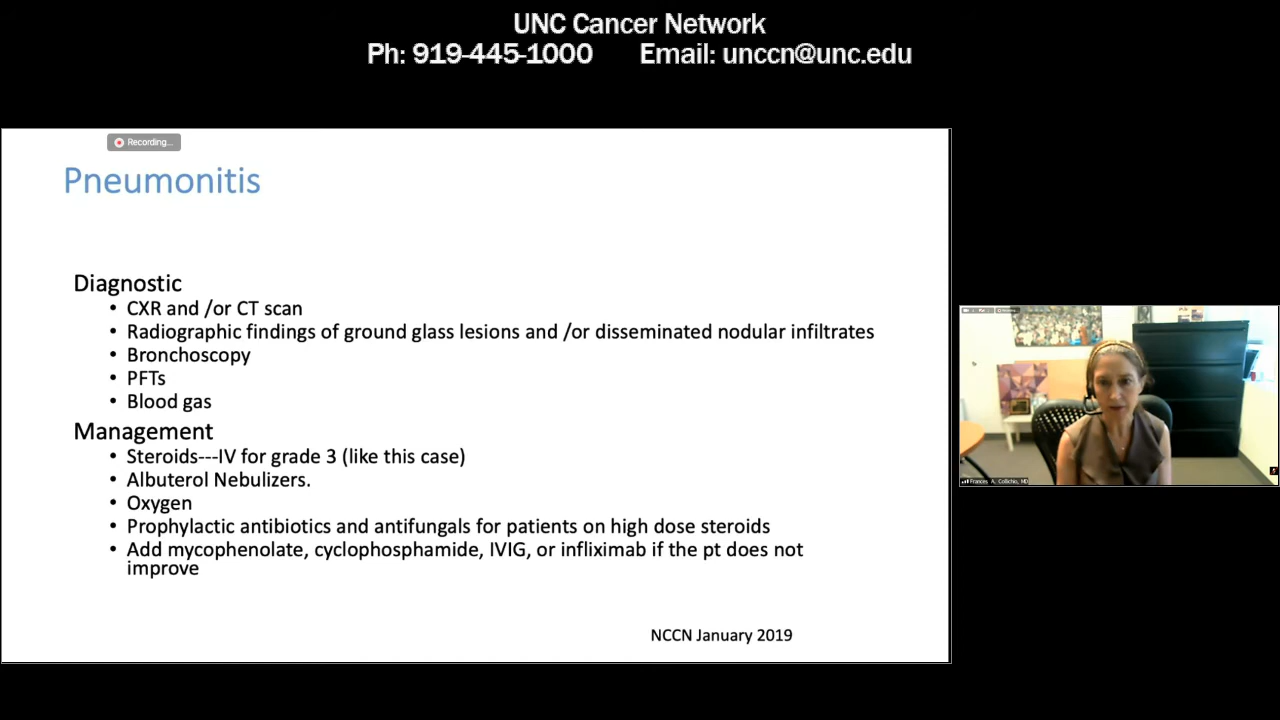 UNC Cancer Network
Ph: 919-445-1000 Email: unccn@unc.edu
Recording...
Pneumonitis
Diagnostic
• CXR and /or CT scan
• Radiographic findings of ground glass lesions and /or disseminated nodular infiltrates
• Bronchoscopy
• PFTs
• Blood gas
Management
• Steroids---IV for grade 3 (like this case)
• Albuterol Nebulizers.
• Oxygen
• Prophylactic antibiotics and antifungals for patients on high dose steroids
• Add mycophenolate, cyclophosphamide, IVIG, or infliximab if the pt does not
improve
NCCN January 2019
Frances A. Collichio, MD